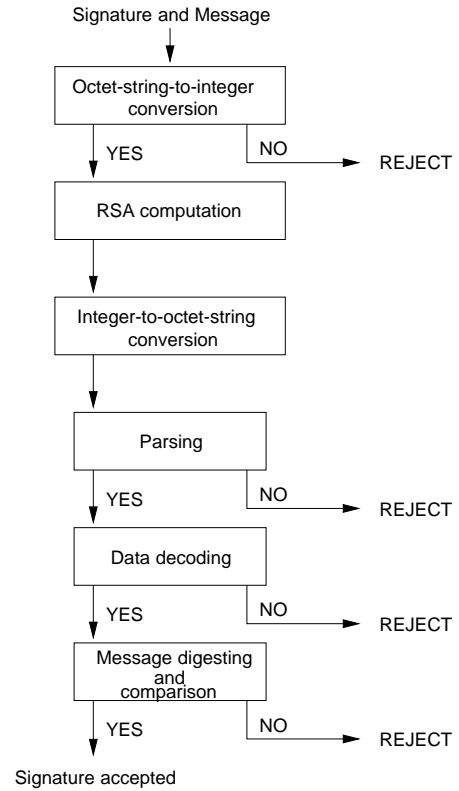 Signature and Message
Octet-string-to-integer
conversion
YES
NO
REJECT
RSA computation
Integer-to-octet-string
conversion
Parsing
YES
NO
REJECT
Data decoding
YES
NO
REJECT
Message digesting
and
comparison
YES
NO
REJECT
Signature accepted